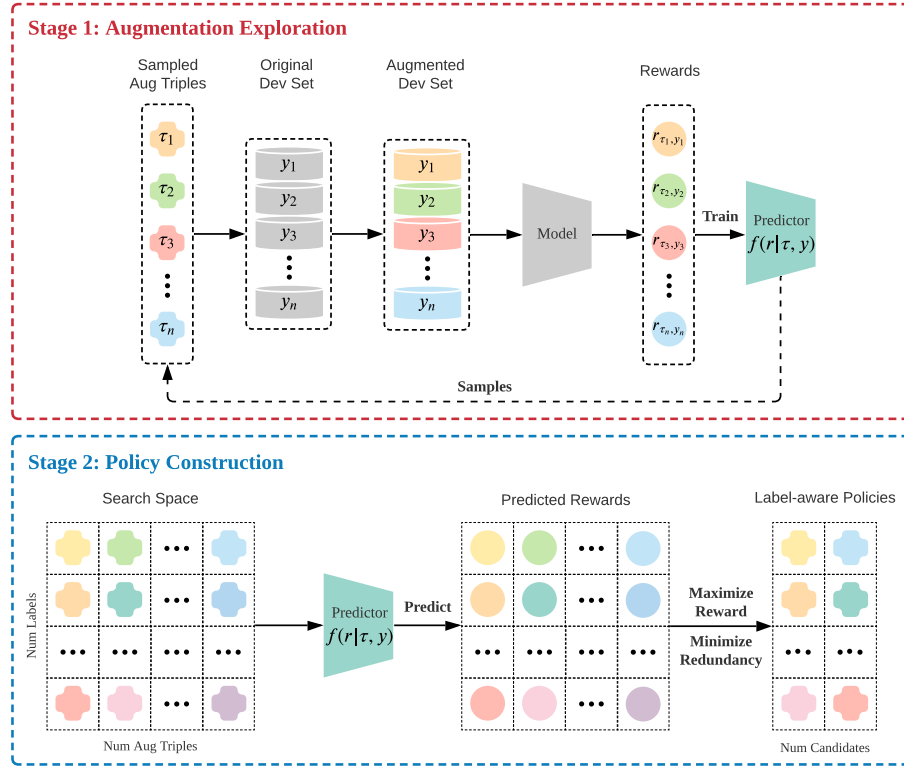 Stage 1: Augmentation Exploration
Sampled
Aug Triples
Original
Dev Set
Augmented
Dev Set
Rewards
τ1
τ2
τ3
•••
τn
y1
y2
y3
•••
yn
y1
y2
y3
•••
yn
Model
rτ1,y1
rτ2,y2
rτ3,y3
•••
rτn,yn
Train
Predictor
f(r|τ, y)
Samples
Stage 2: Policy Construction
Search Space
Predicted Rewards
Label-aware Policies
Num Labels
•••
•••
•••
••• ••• ••• •••
•••
Num Aug Triples
Predictor
f(r|τ, y)
Predict
•••
•••
••• ••• ••• •••
•••
Maximize
Reward
Minimize
Redundancy
••• •••
Num Candidates